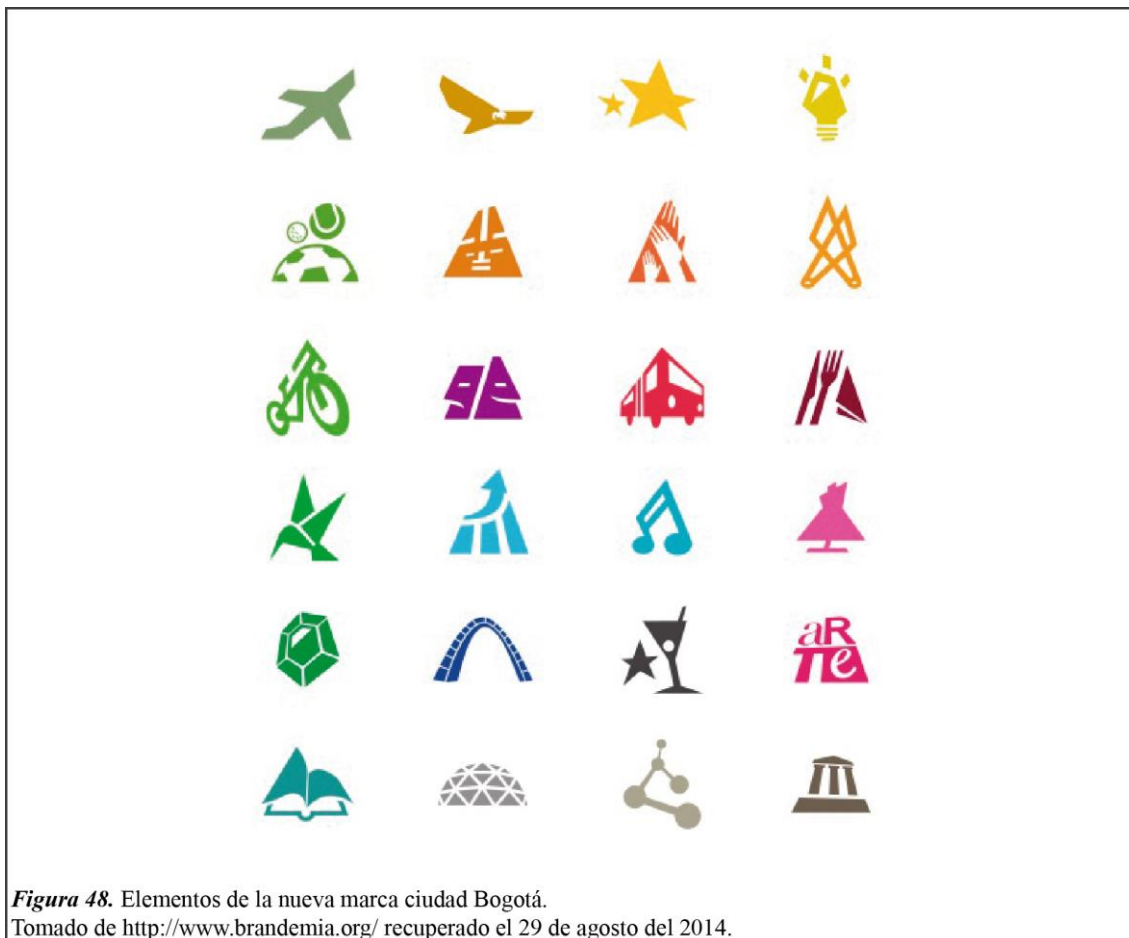 aR
TIe
Figura 48. Elementos de la nueva marca ciudad Bogotá.
Tomado de http://www.brandemia.org/ recuperado el 29 de agosto del 2014.